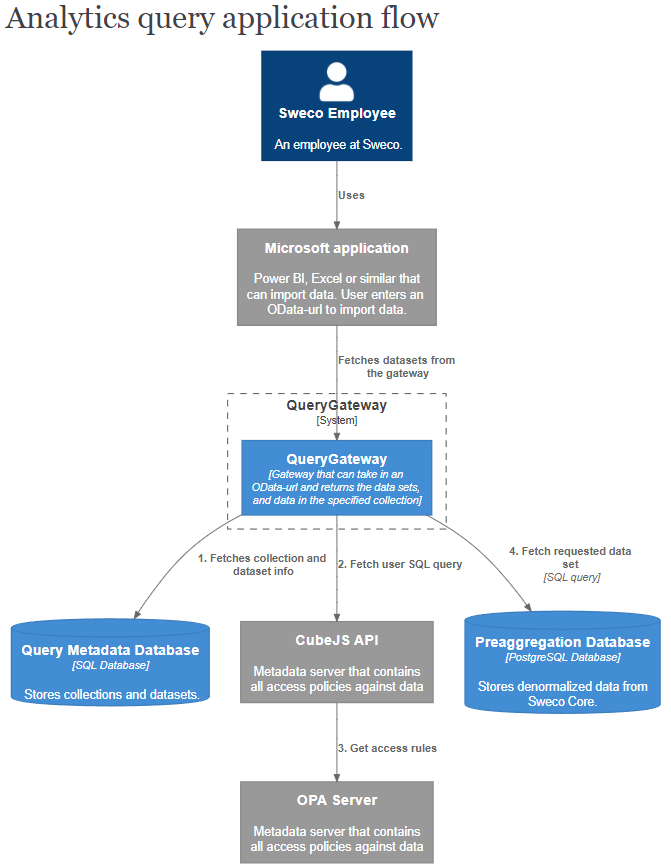 Analytics query application flow
Sweco Employee
An employee at Sweco.
Uses
Microsoft application
Power BI, Excel or similar that
can import data. User enters an
OData-url to import data.
Fetches datasets from
the gateway
QueryGateway
[System]
QueryGateway
[Gateway that can take in an
OData-url and returns the data sets,
and data in the specified collection]
1. Fetches collection and
dataset info
2. Fetch user SQL query
4. Fetch requested data
set
[SQL query]
Query Metadata Database
[SQL Database]
Stores collections and datasets.
CubeJS API
Metadata server that contains
all access policies against data
Preaggregation Database
[PostgreSQL Database]
Stores denormalized data from
Sweco Core.
3. Get access rules
OPA Server
Metadata server that contains
all access policies against data